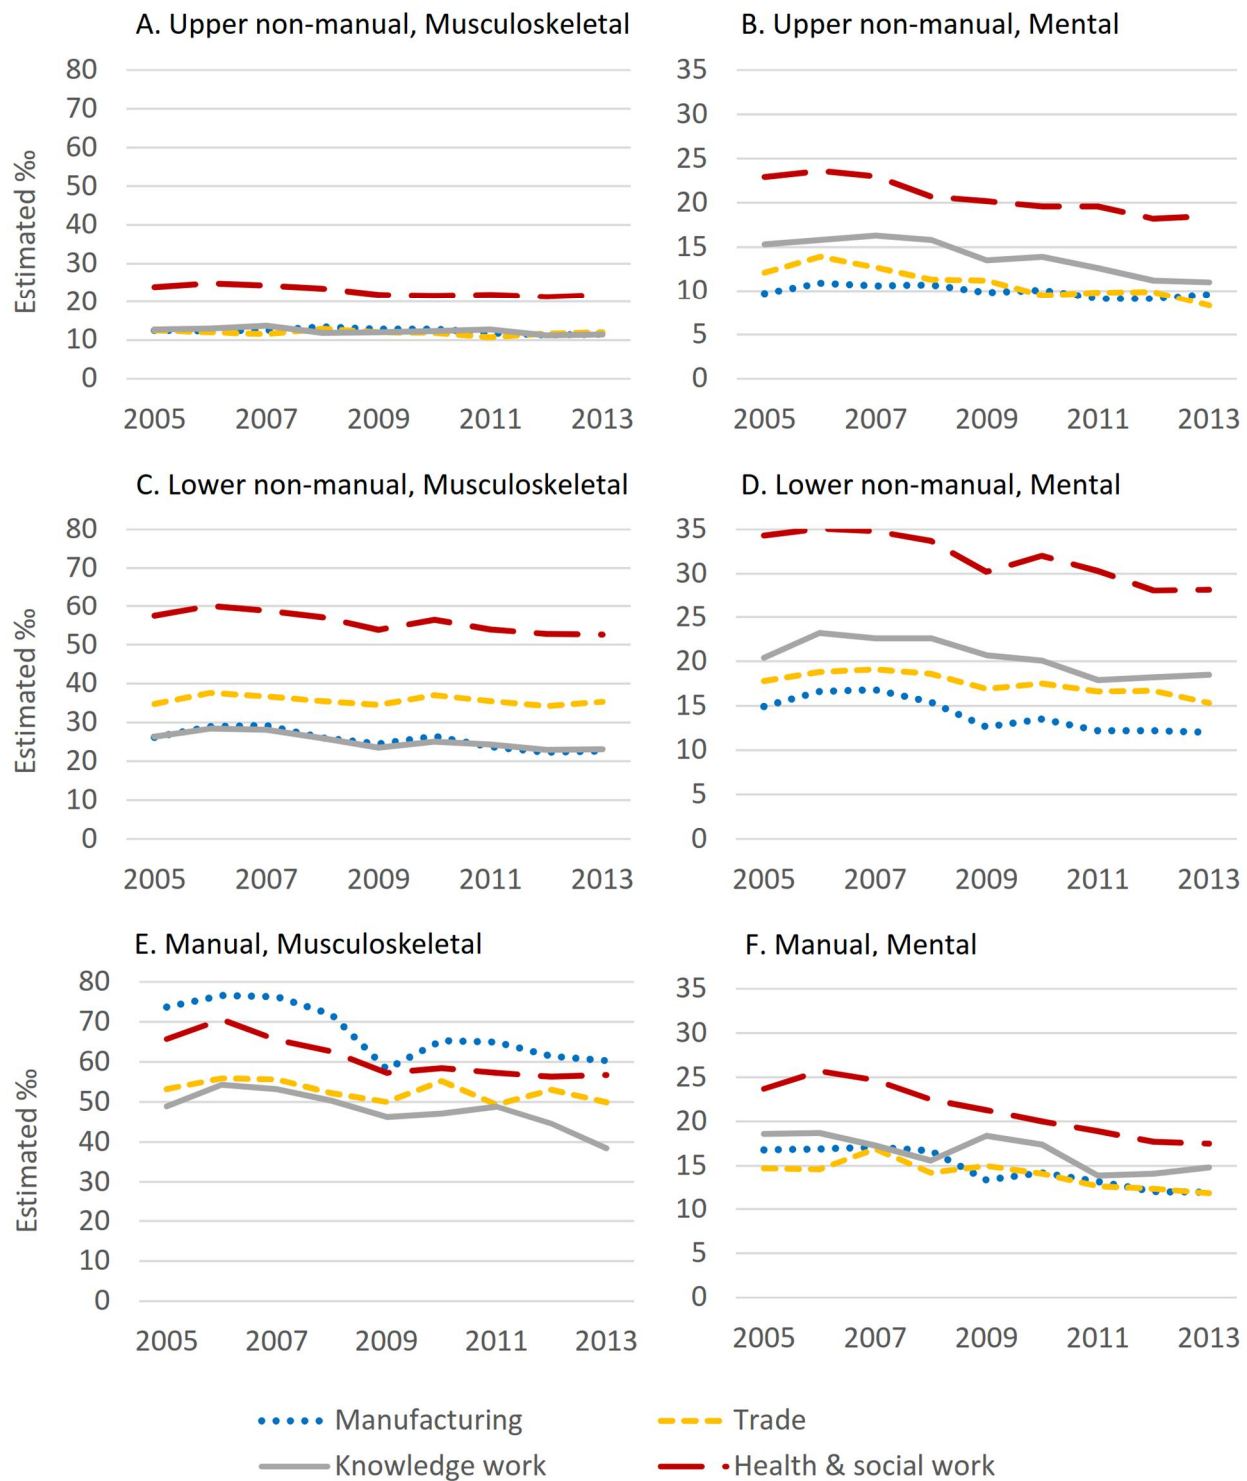 A. Upper non-manual, Musculoskeletal
Estimated ‰
80
70
60
50
40
30
20
10
0
2005 2007 2009 2011 2013
B. Upper non-manual, Mental
35
30
25
20
15
10
5
0
2005 2007 2009 2011 2013
C. Lower non-manual, Musculoskeletal
Estimated ‰
80
70
60
50
40
30
20
10
0
2005 2007 2009 2011 2013
D. Lower non-manual, Mental
35
30
25
20
15
10
5
0
2005 2007 2009 2011 2013
E. Manual, Musculoskeletal
Estimated ‰
80
70
60
50
40
30
20
10
0
2005 2007 2009 2011 2013
F. Manual, Mental
35
30
25
20
15
10
5
0
2005 2007 2009 2011 2013
Manufacturing
Trade
Knowledge work
Health & social work